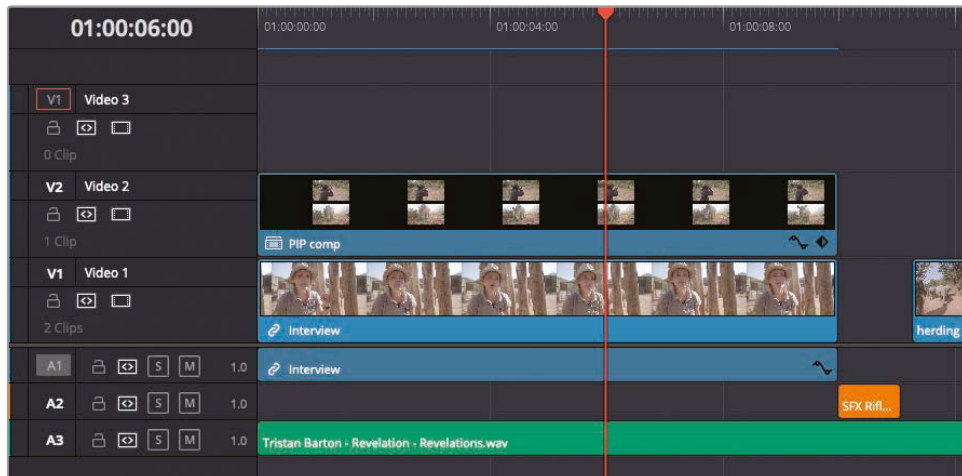 01:00:06:00
01:00:00:00
01:00:04:00
01:00:08:00
V1 Video 3
0 Clip
V2 Video 2
1 Clip
PIP comp
V1 Video 1
2 Clips
Interview
herding
A1 S M 1.0
Interview
A2 S M 1.0
SFX Rifl...
A3 S M 1.0
Tristan Barton - Revelation - Revelations.wav